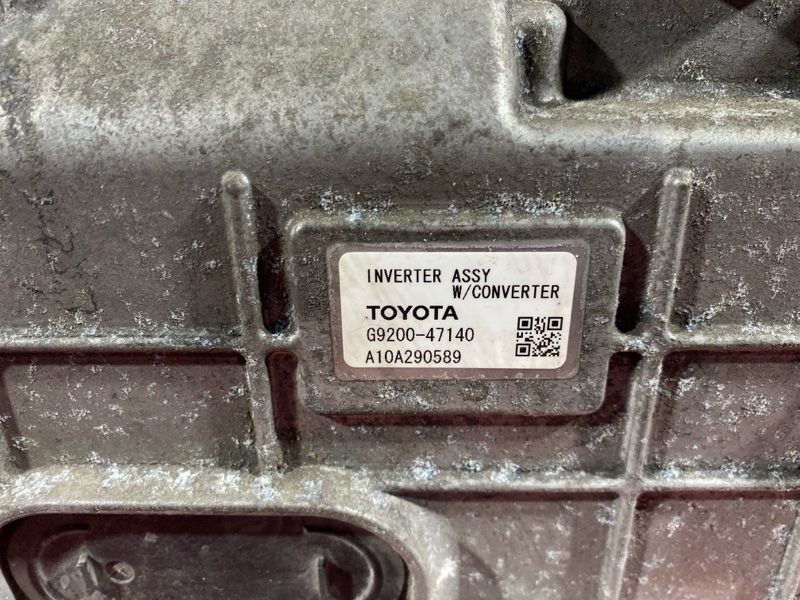 INVERTER ASSY
W/CONVERTER
TOYOTA
G9200-47140
A10A290589